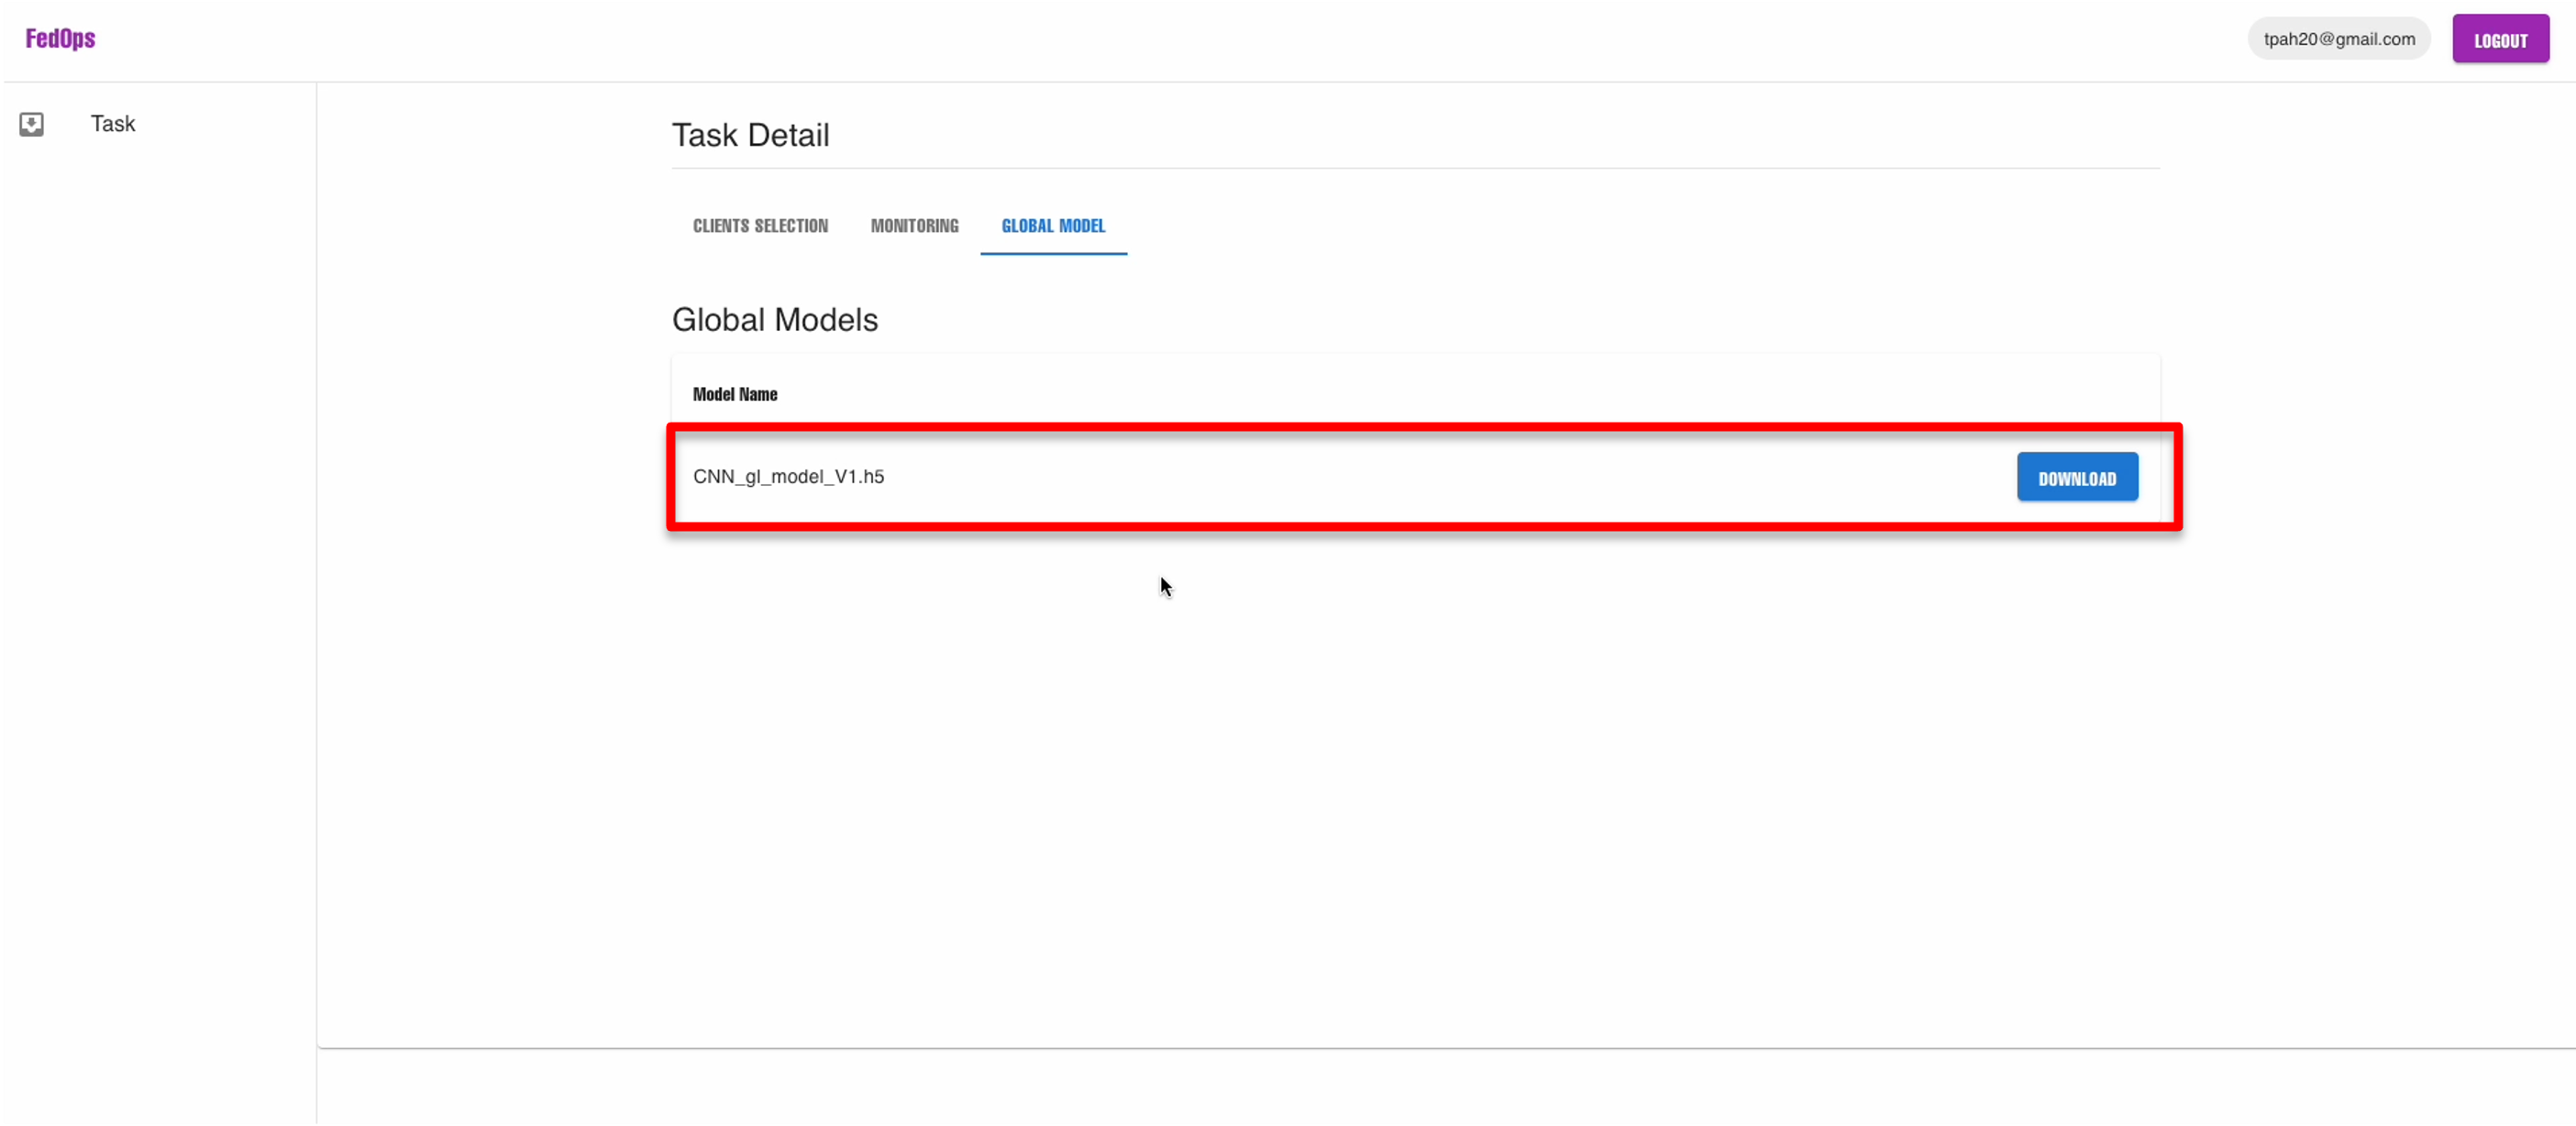 FedOps
tpah20@gmail.com
LOGOUT
Task
Task Detail
CLIENTS SELECTION
MONITORING
GLOBAL MODEL
Global Models
Model Name
CNN_gl_model_V1.h5
DOWNLOAD